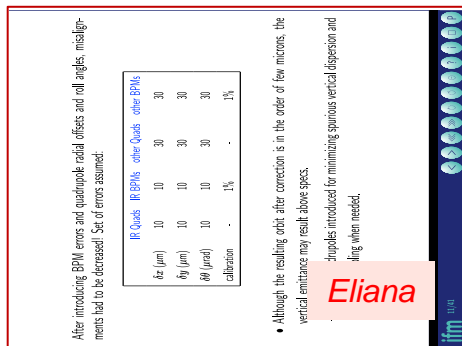 After introducing BPM errors and quadrupole radial offsets and roll angles, misalign-
ments had to be decreased! Set of errors assumed:
IR Quads IR BPMs other Quads other BPMs
δx (μm) 10 10 30 30
δy (μm) 10 10 30 30
δθ (μrad) 10 10 30 30
calibration - 1% - 1%
• Although the resulting orbit after correction is in the order of few microns, the
vertical emittance may result above specs.
drupoles introduced for minimizing spurious vertical dispersion and
ling when needed.
Eliana
ifm 11/41